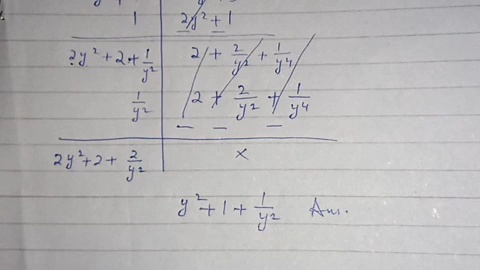 1 2y² + 1
2y² + 2 + 1/y² 2 + 2/y² + 1/y⁴
1/y² 2 + 2/y² + 1/y⁴
2y² + 2 + 2/y² ×
y² + 1 + 1/y² Ans.